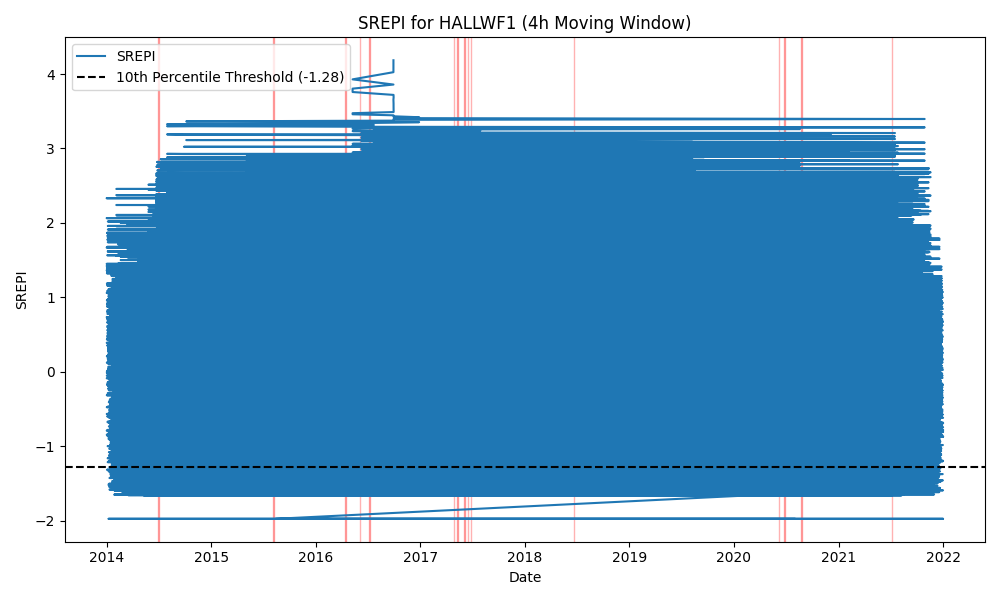 SREPI for HALLWF1 (4h Moving Window)
SREPI
10th Percentile Threshold (-1.28)
SREPI
4
3
2
1
0
−1
−2
2014 2015 2016 2017 2018 2019 2020 2021 2022
Date